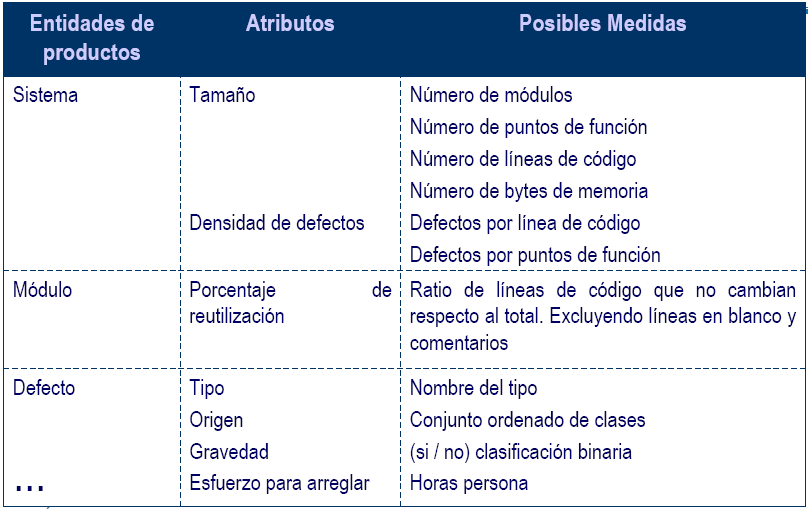 Entidades de productos | Atributos | Posibles Medidas
Sistema | Tamaño | Número de módulos
Número de puntos de función
Número de líneas de código
Número de bytes de memoria
Densidad de defectos | Defectos por línea de código
Defectos por puntos de función
Módulo | Porcentaje de reutilización | Ratio de líneas de código que no cambian respecto al total. Excluyendo líneas en blanco y comentarios
Defecto | Tipo | Nombre del tipo
Origen | Conjunto ordenado de clases
Gravedad | (si / no) clasificación binaria
… | Esfuerzo para arreglar | Horas persona